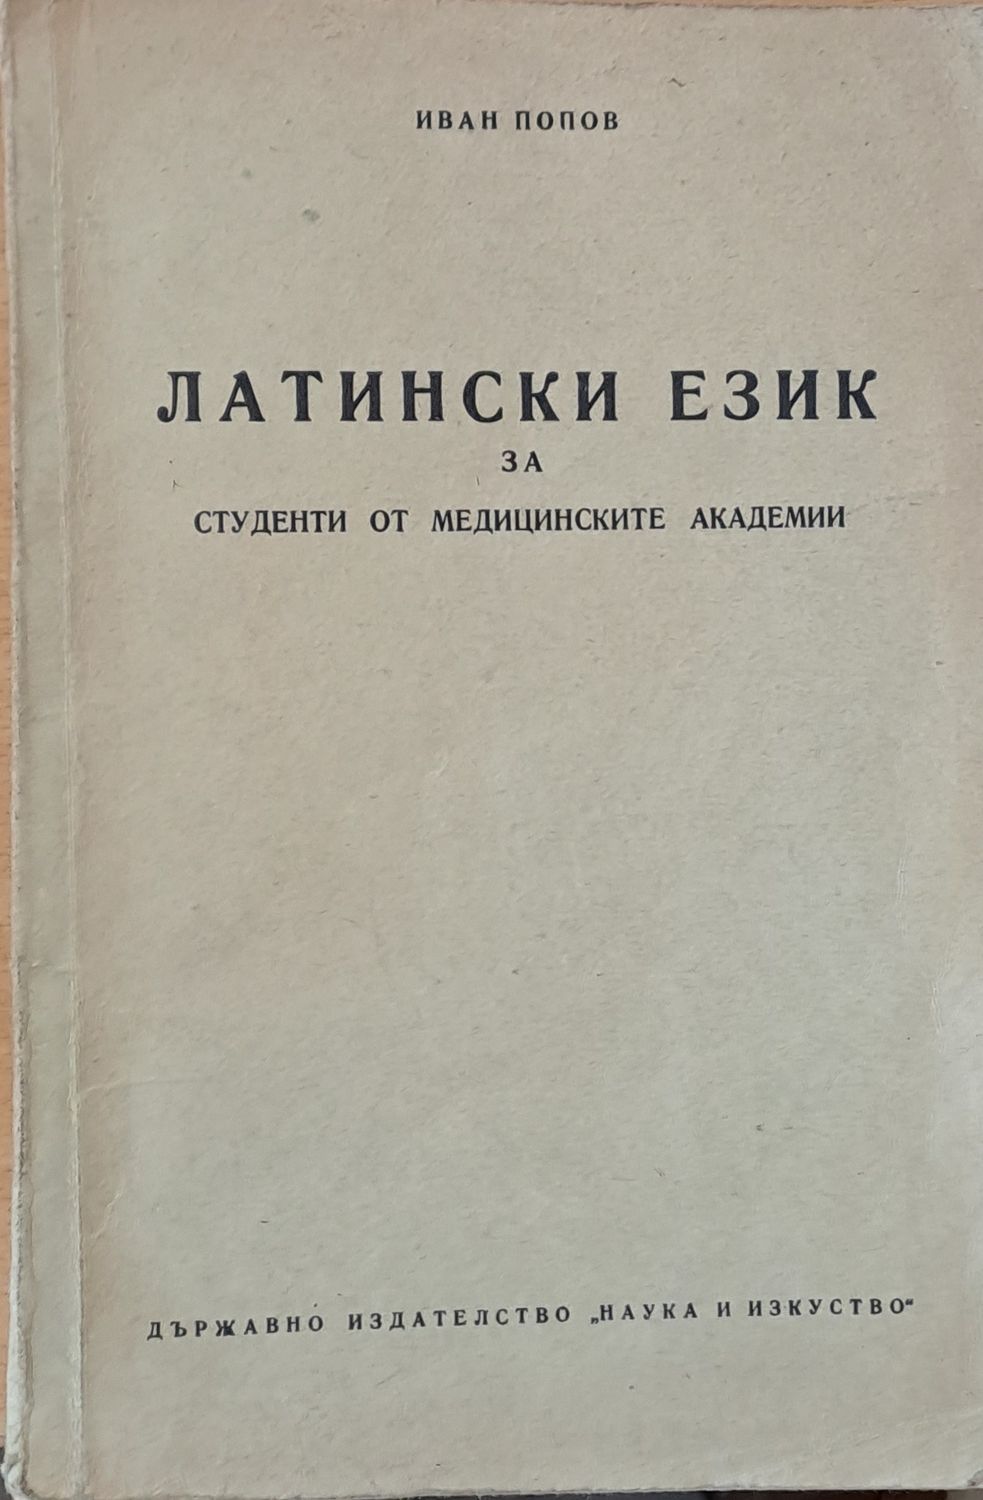 ИВАН ПОПОВ
ЛАТИНСКИ ЕЗИК
ЗА
СТУДЕНТИ ОТ МЕДИЦИНСКИТЕ АКАДЕМИИ
ДЪРЖАВНО ИЗДАТЕЛСТВО „НАУКА И ИЗКУСТВО“